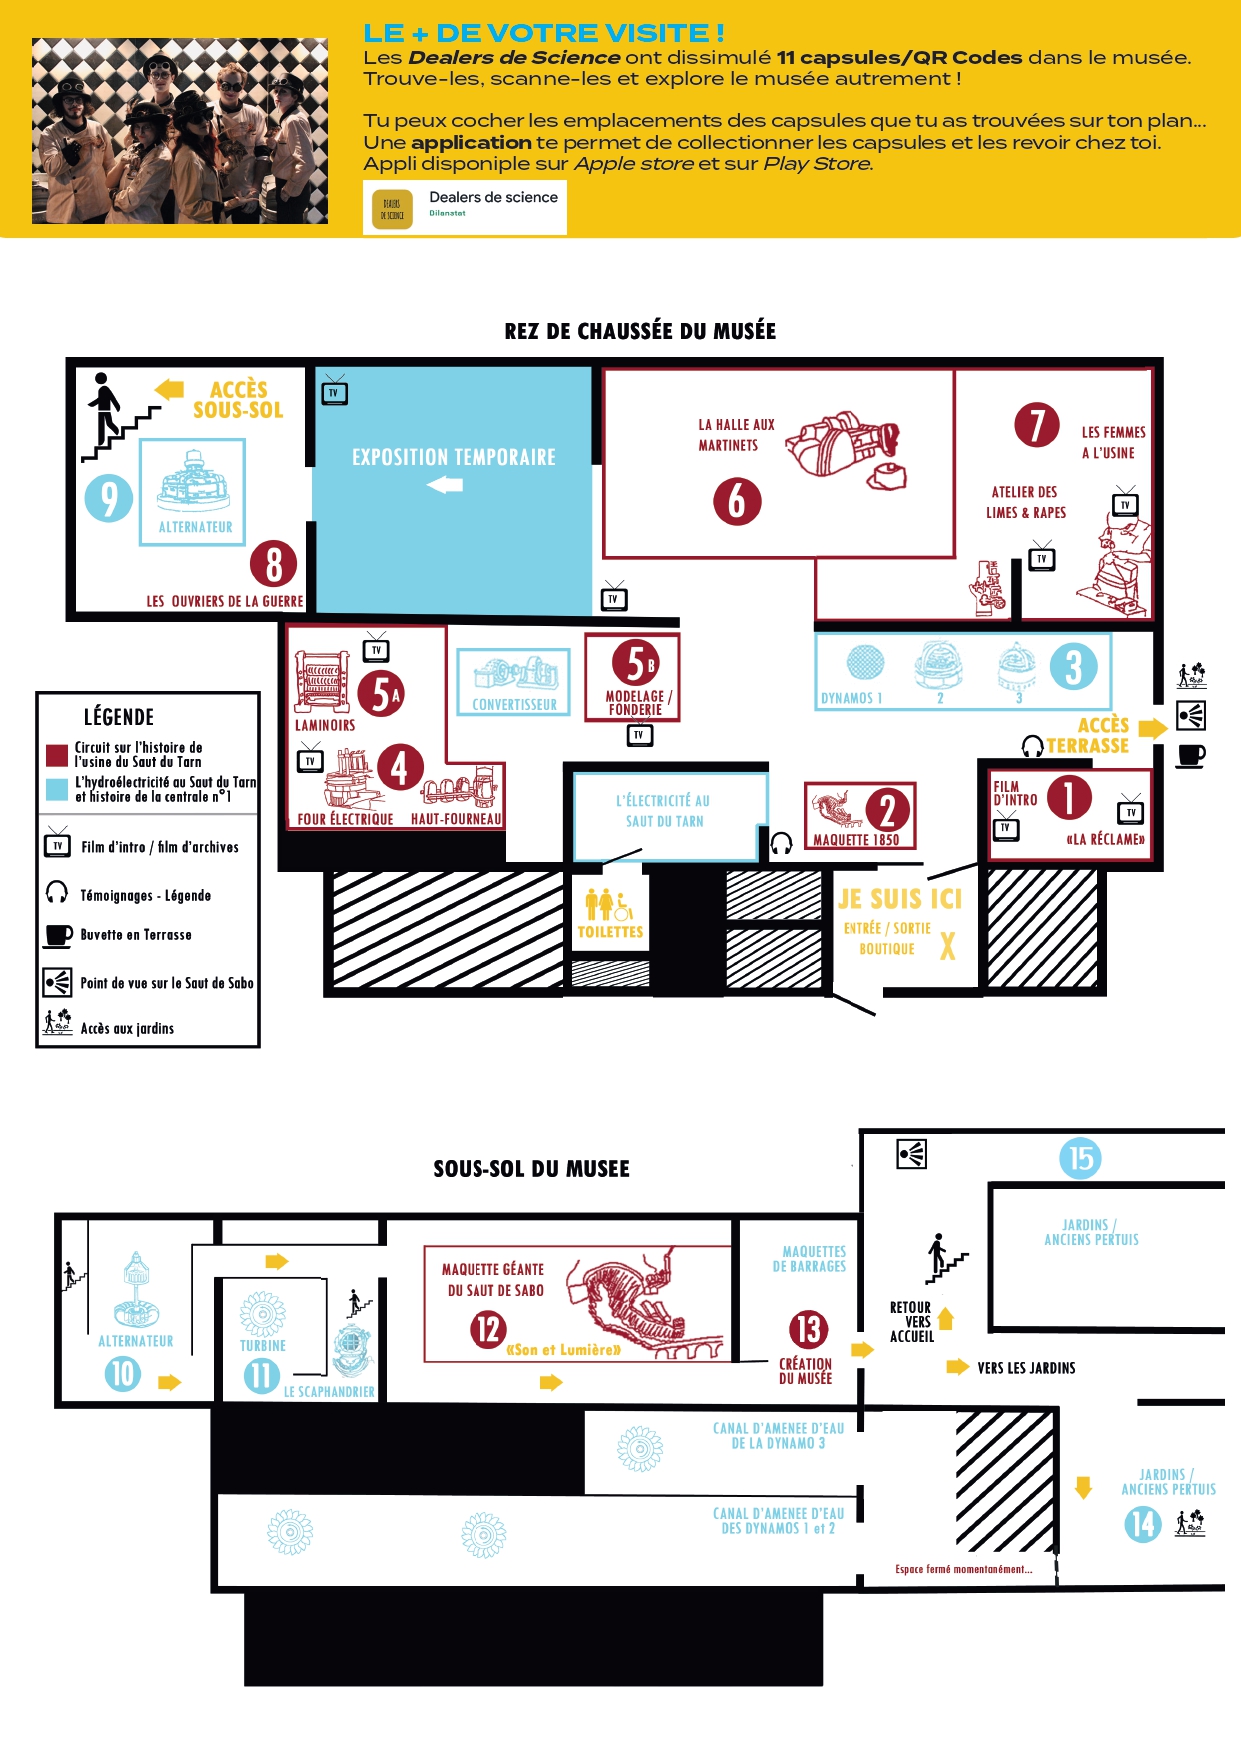 LE + DE VOTRE VISITE !
Les Dealers de Science ont dissimulé 11 capsules/QR Codes dans le musée.
Trouve-les, scanne-les et explore le musée autrement !
Tu peux cocher les emplacements des capsules que tu as trouvées sur ton plan...
Une application te permet de collectionner les capsules et les revoir chez toi.
Appli disponiple sur Apple store et sur Play Store.
DEALERS
DE SCIENCE
Dealers de science
Dilanatat
REZ DE CHAUSSÉE DU MUSÉE
ACCÈS
SOUS-SOL
9
ALTERNATEUR
8
LES OUVRIERS DE LA GUERRE
TV
EXPOSITION TEMPORAIRE
TV
LA HALLE AUX
MARTINETS
6
7
LES FEMMES
A L'USINE
ATELIER DES
LIMES & RAPES
TV
TV
TV
5A
LAMINOIRS
TV
4
FOUR ÉLECTRIQUE
HAUT-FOURNEAU
CONVERTISSEUR
5B
MODELAGE /
FONDERIE
TV
DYNAMOS 1
2
3
3
ACCÈS
TERRASSE
L'ÉLECTRICITÉ AU
SAUT DU TARN
2
MAQUETTE 1850
FILM
D'INTRO
1
TV
TV
«LA RÉCLAME»
TOILETTES
JE SUIS ICI
ENTRÉE / SORTIE
BOUTIQUE
X
LÉGENDE
Circuit sur l'histoire de
l'usine du Saut du Tarn
L'hydroélectricité au Saut du Tarn
et histoire de la centrale n°1
TV
Film d'intro / film d'archives
Témoignages - Légende
Buvette en Terrasse
Point de vue sur le Saut de Sabo
Accès aux jardins
SOUS-SOL DU MUSEE
ALTERNATEUR
10
TURBINE
11
LE SCAPHANDRIER
MAQUETTE GÉANTE
DU SAUT DE SABO
12
«Son et Lumière»
MAQUETTES
DE BARRAGES
13
CRÉATION
DU MUSÉE
15
JARDINS /
ANCIENS PERTUIS
RETOUR
VERS
ACCUEIL
VERS LES JARDINS
CANAL D'AMENEE D'EAU
DE LA DYNAMO 3
CANAL D'AMENEE D'EAU
DES DYNAMOS 1 et 2
JARDINS /
ANCIENS PERTUIS
14
Espace fermé momentanément...